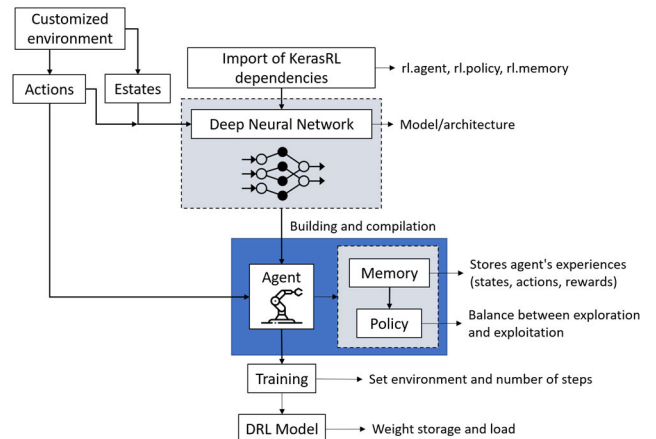 Customized
environment
Import of KerasRL
dependencies
rl.agent, rl.policy, rl.memory
Actions
Estates
Deep Neural Network
Model/architecture
Building and compilation
Agent
Memory
Stores agent's experiences
(states, actions, rewards)
Policy
Balance between exploration
and exploitation
Training
Set environment and number of steps
DRL Model
Weight storage and load